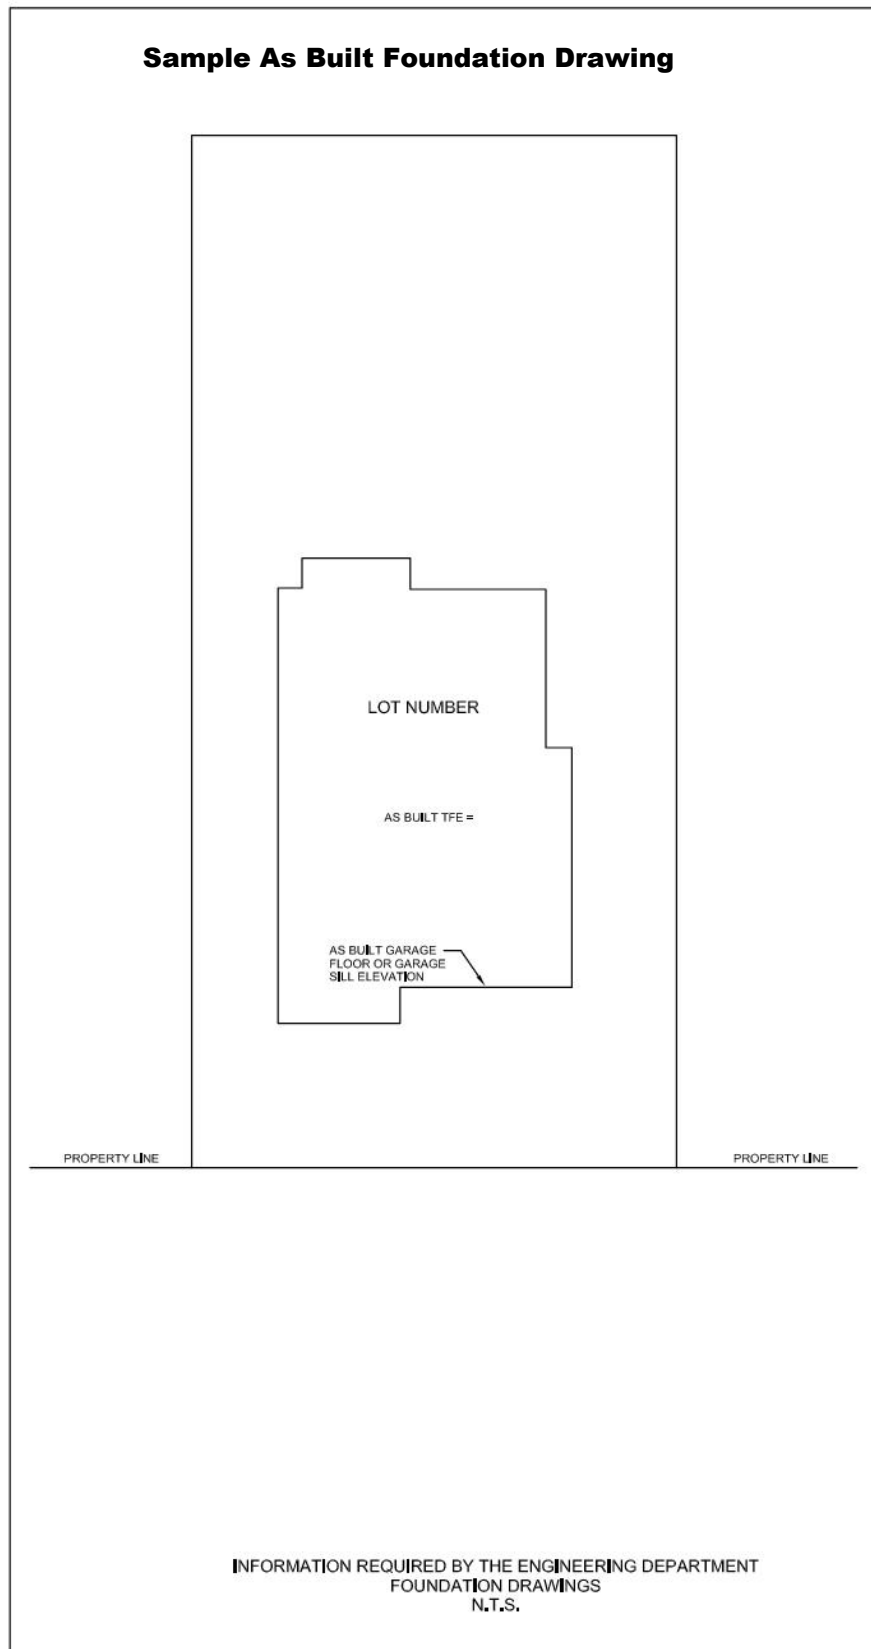 Sample As Built Foundation Drawing
LOT NUMBER
AS BUILT TFE =
AS BUILT GARAGE
FLOOR OR GARAGE
SILL ELEVATION
PROPERTY LINE
PROPERTY LINE
INFORMATION REQUIRED BY THE ENGINEERING DEPARTMENT
FOUNDATION DRAWINGS
N.T.S.